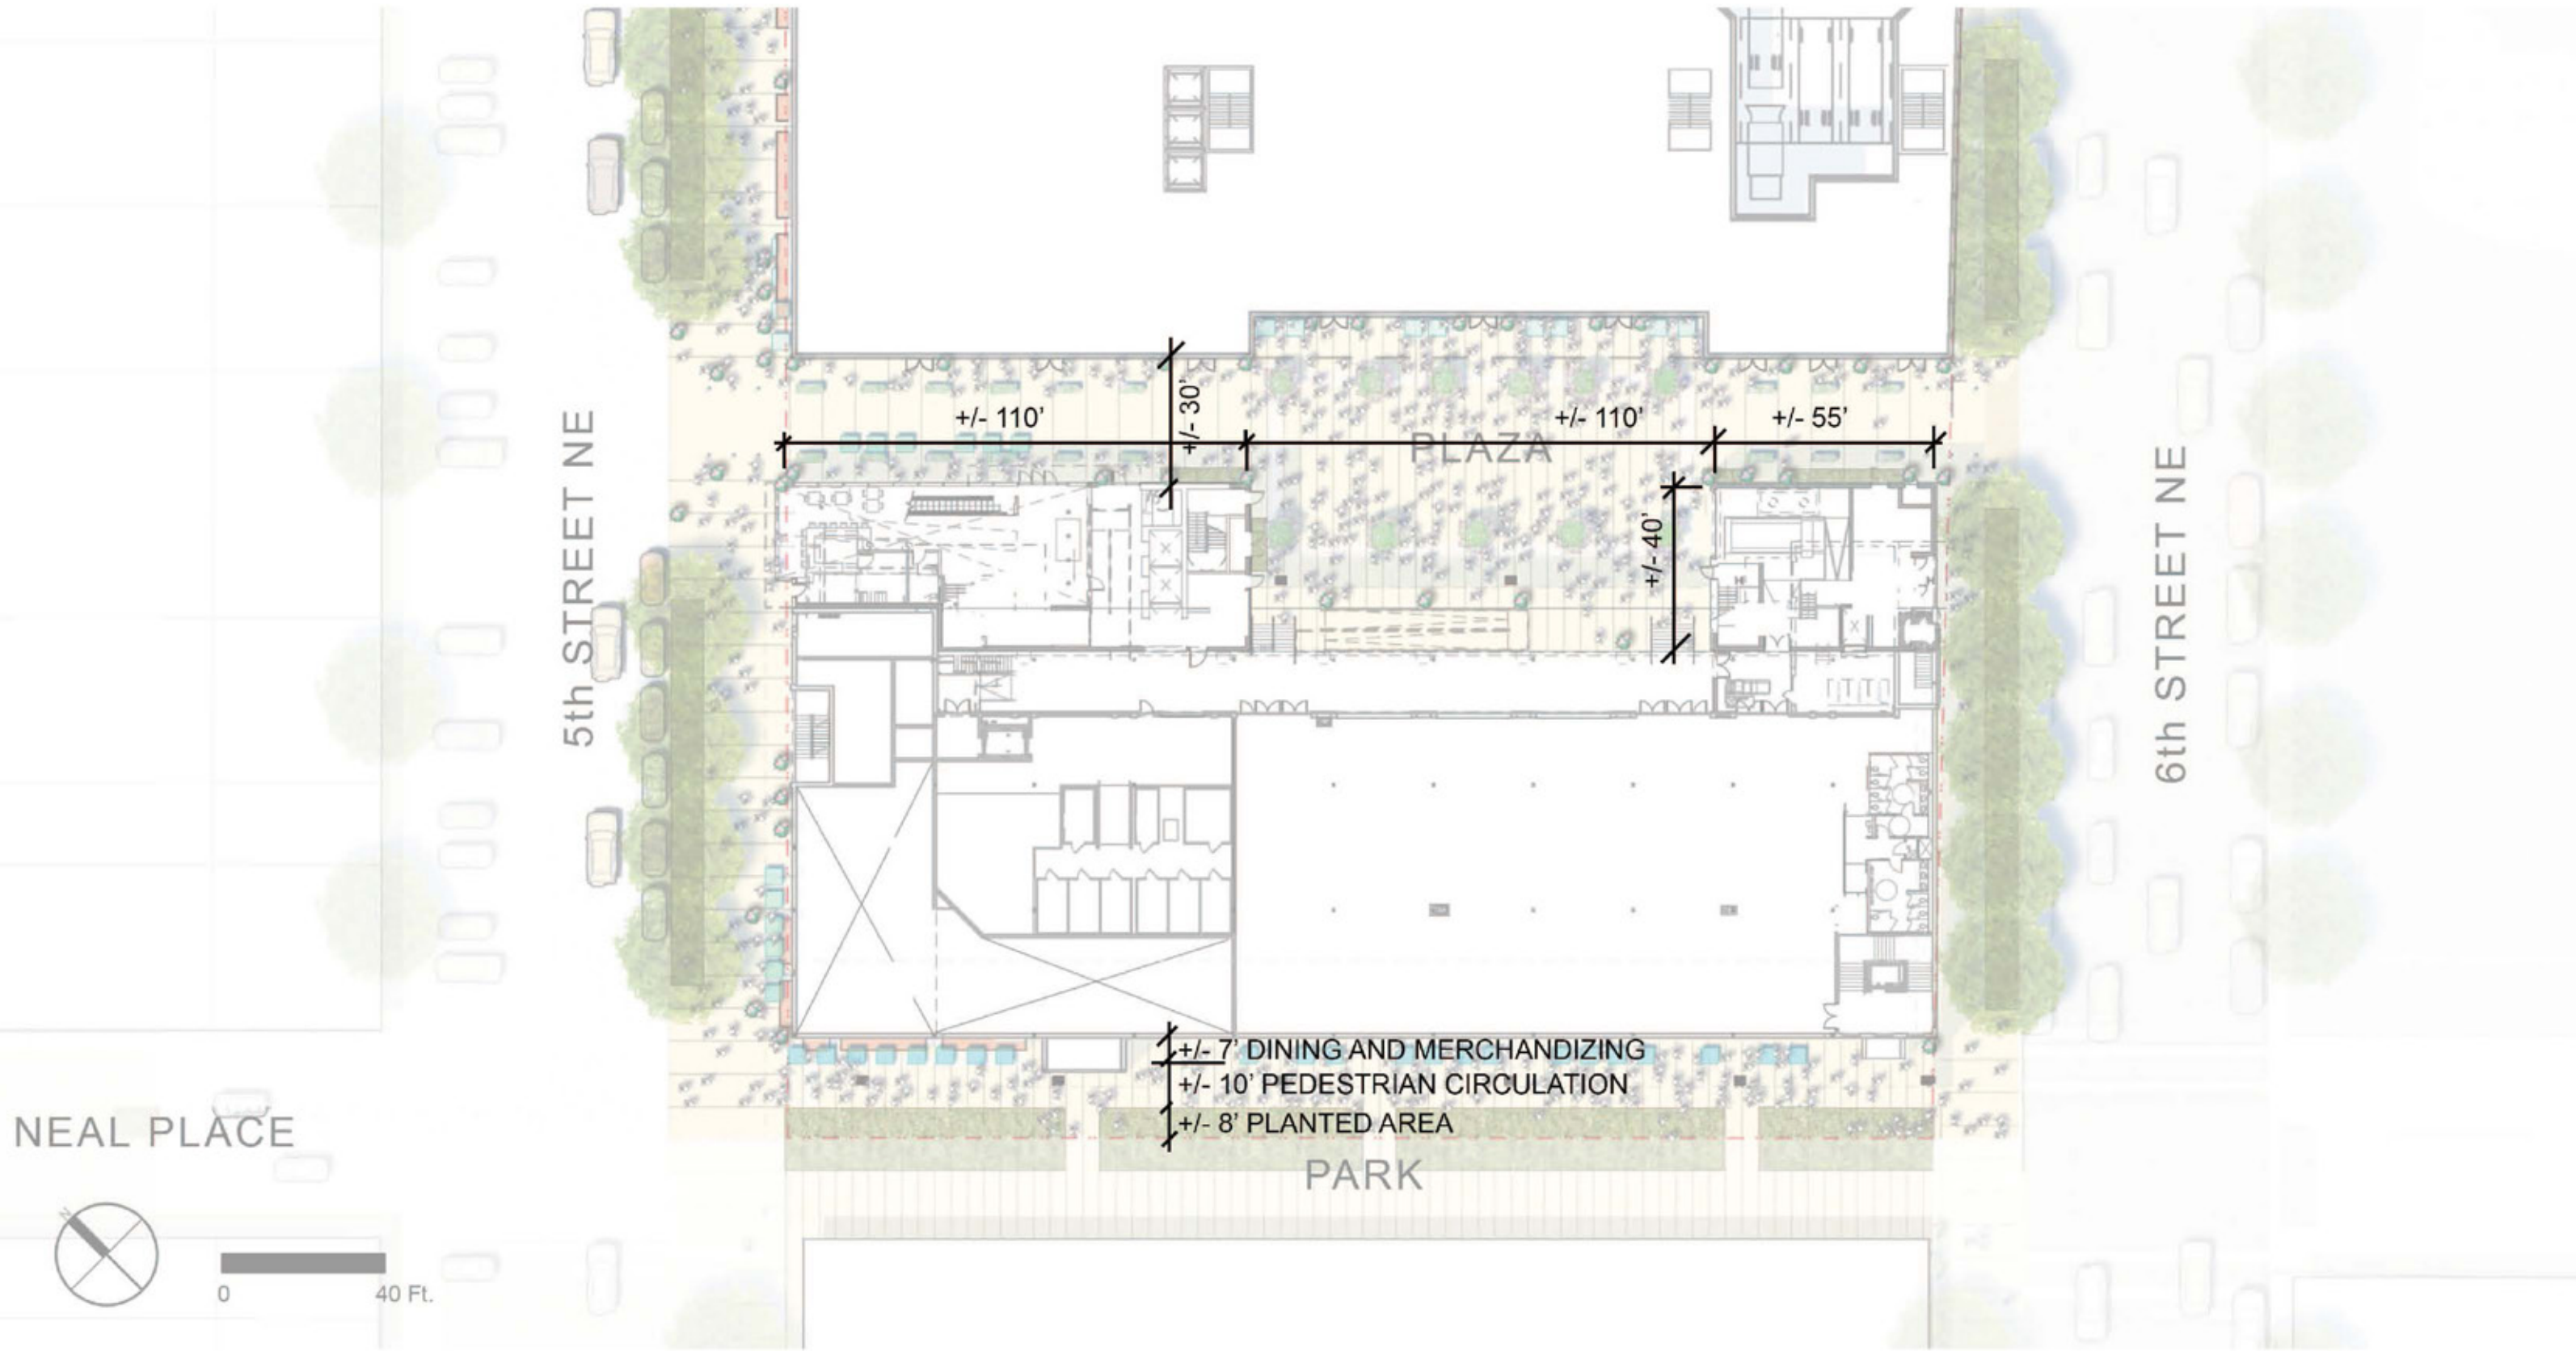 +/- 110’
+/- 30’
+/- 110’
+/- 55’
PLAZA
+/- 40’
5th STREET NE
6th STREET NE
+/- 7’ DINING AND MERCHANDIZING
+/- 10’ PEDESTRIAN CIRCULATION
+/- 8’ PLANTED AREA
NEAL PLACE
PARK
N
0
40 Ft.